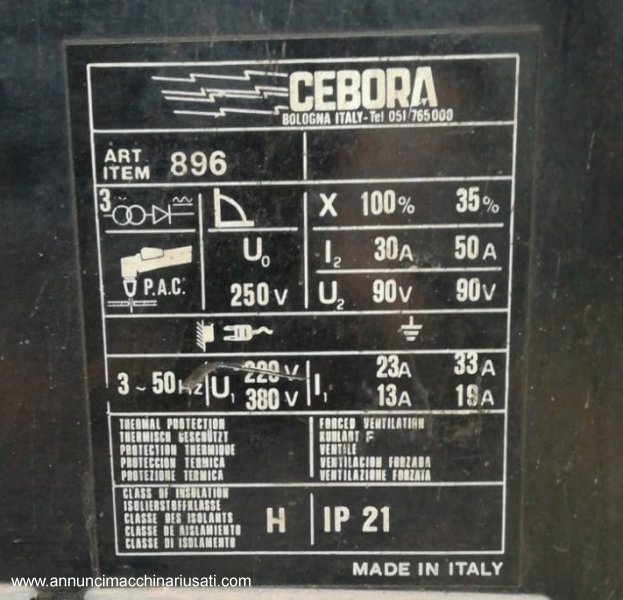 CEBORA
BOLOGNA ITALY-Tel 051/765000
ART.
ITEM 896
3~
X 100% 35%
U0
I2 30A 50A
P.A.C.
250V
U2 90V 90V
3~50Hz U1 220V I1 23A 33A
380V 13A 19A
THERMAL PROTECTION
THERMISCH GESCHÜTZT
PROTECTION THERMIQUE
PROTECCION TERMICA
PROTEZIONE TERMICA
FORCED VENTILATION
KUHLART F
VENTILE
VENTILACION FORZADA
VENTILAZIONE FORZATA
CLASS OF INSULATION
ISOLIERSTOFFKLASSE
CLASSE DES ISOLANTS
CLASSE DE AISLAMIENTO
CLASSE DI ISOLAMENTO
H IP 21
MADE IN ITALY
www.annuncimacchinariusati.com